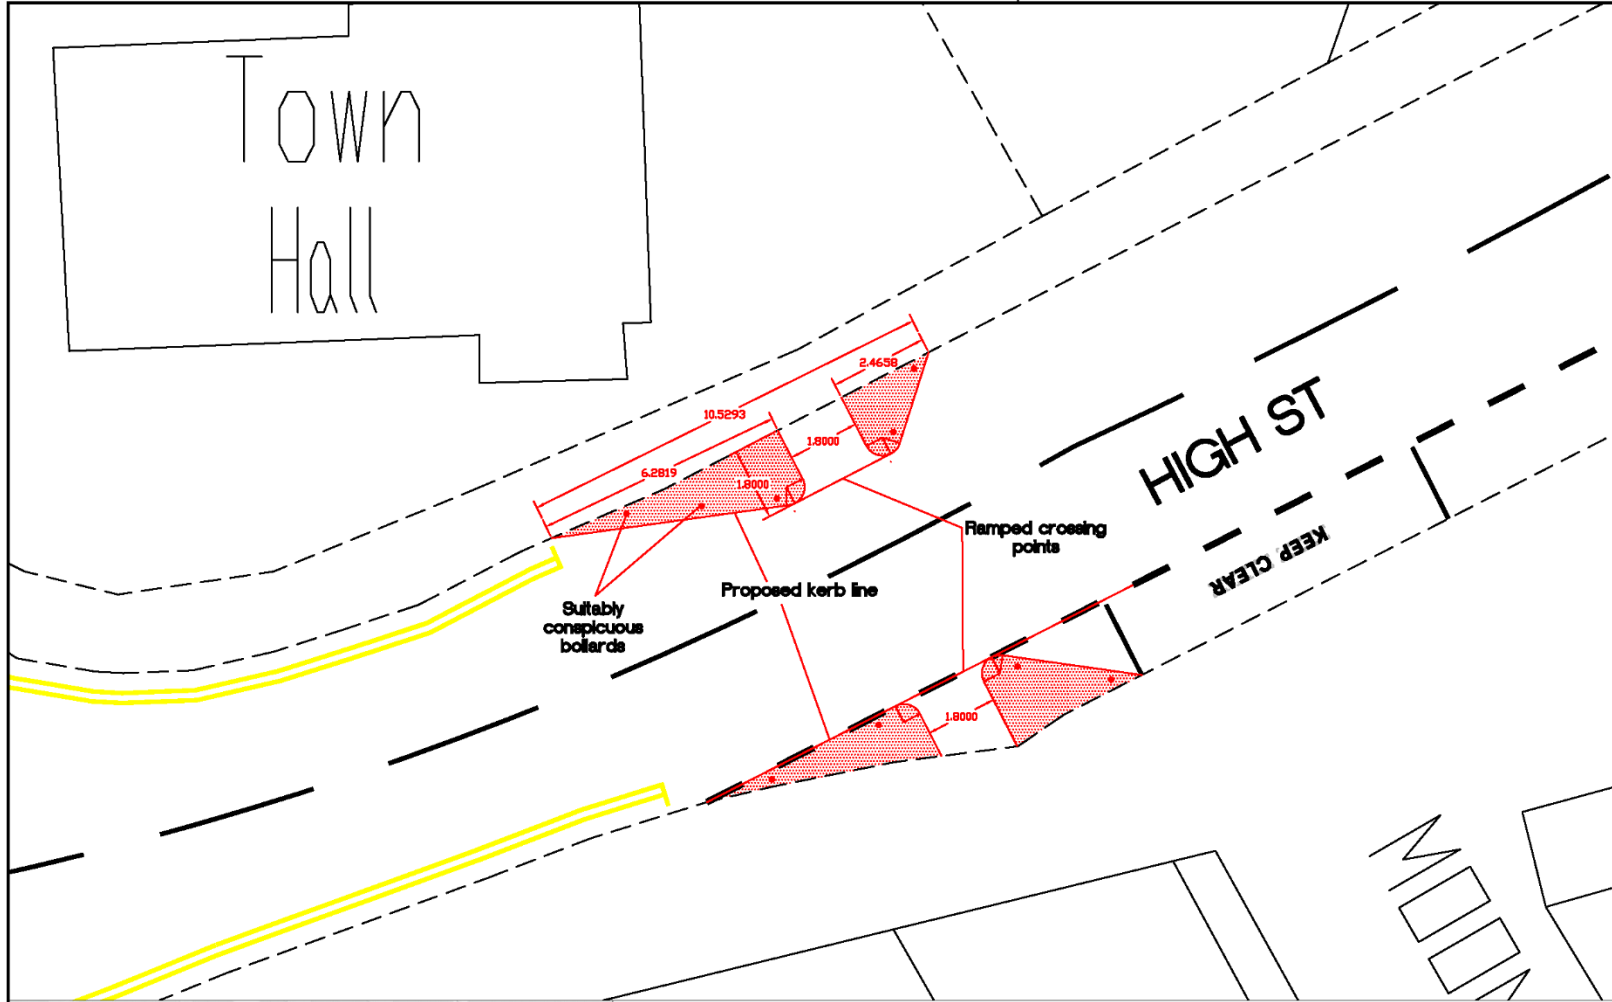 Town
Hall
2.4658
10.5293
1.8000
6.2819
1.8000
HIGH ST
Ramped crossing
points
KEEP CLEAR
Proposed kerb line
Suitably
conspicuous
bollards
1.8000